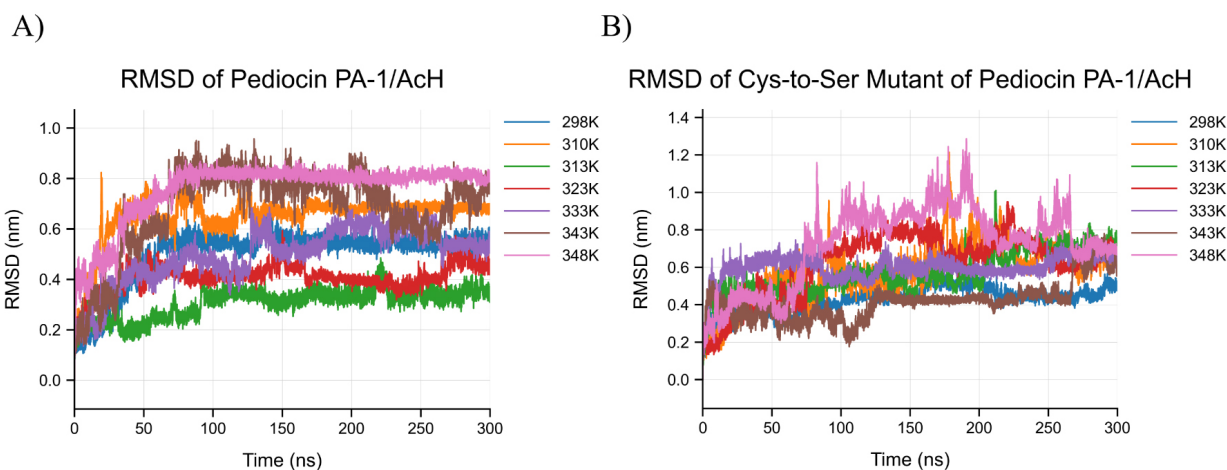 A)
RMSD of Pediocin PA-1/AcH
RMSD (nm)
1.0
0.8
0.6
0.4
0.2
0.0
0
50
100
150
200
250
300
Time (ns)
298K
310K
313K
323K
333K
343K
348K
B)
RMSD of Cys-to-Ser Mutant of Pediocin PA-1/AcH
RMSD (nm)
1.4
1.2
1.0
0.8
0.6
0.4
0.2
0.0
0
50
100
150
200
250
300
Time (ns)
298K
310K
313K
323K
333K
343K
348K